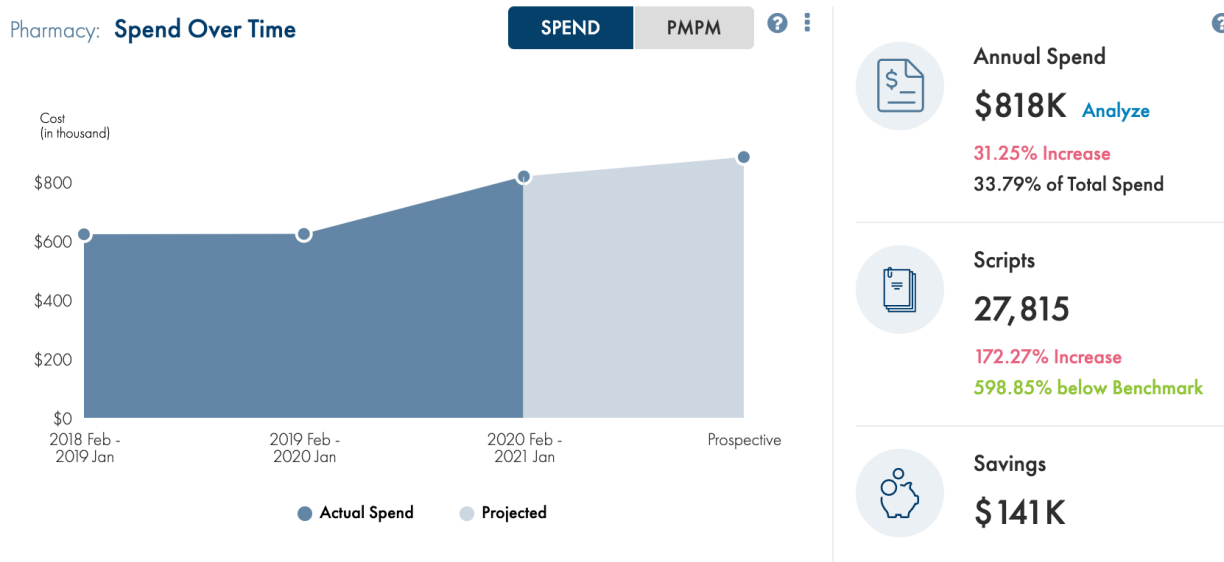 Pharmacy: Spend Over Time
SPEND
PMPM
?
Cost
(in thousand)
$800
$600
$400
$200
$0
2018 Feb -
2019 Jan
2019 Feb -
2020 Jan
2020 Feb -
2021 Jan
Prospective
Actual Spend
Projected
?
Annual Spend
$818K Analyze
31.25% Increase
33.79% of Total Spend
Scripts
27,815
172.27% Increase
598.85% below Benchmark
Savings
$141K